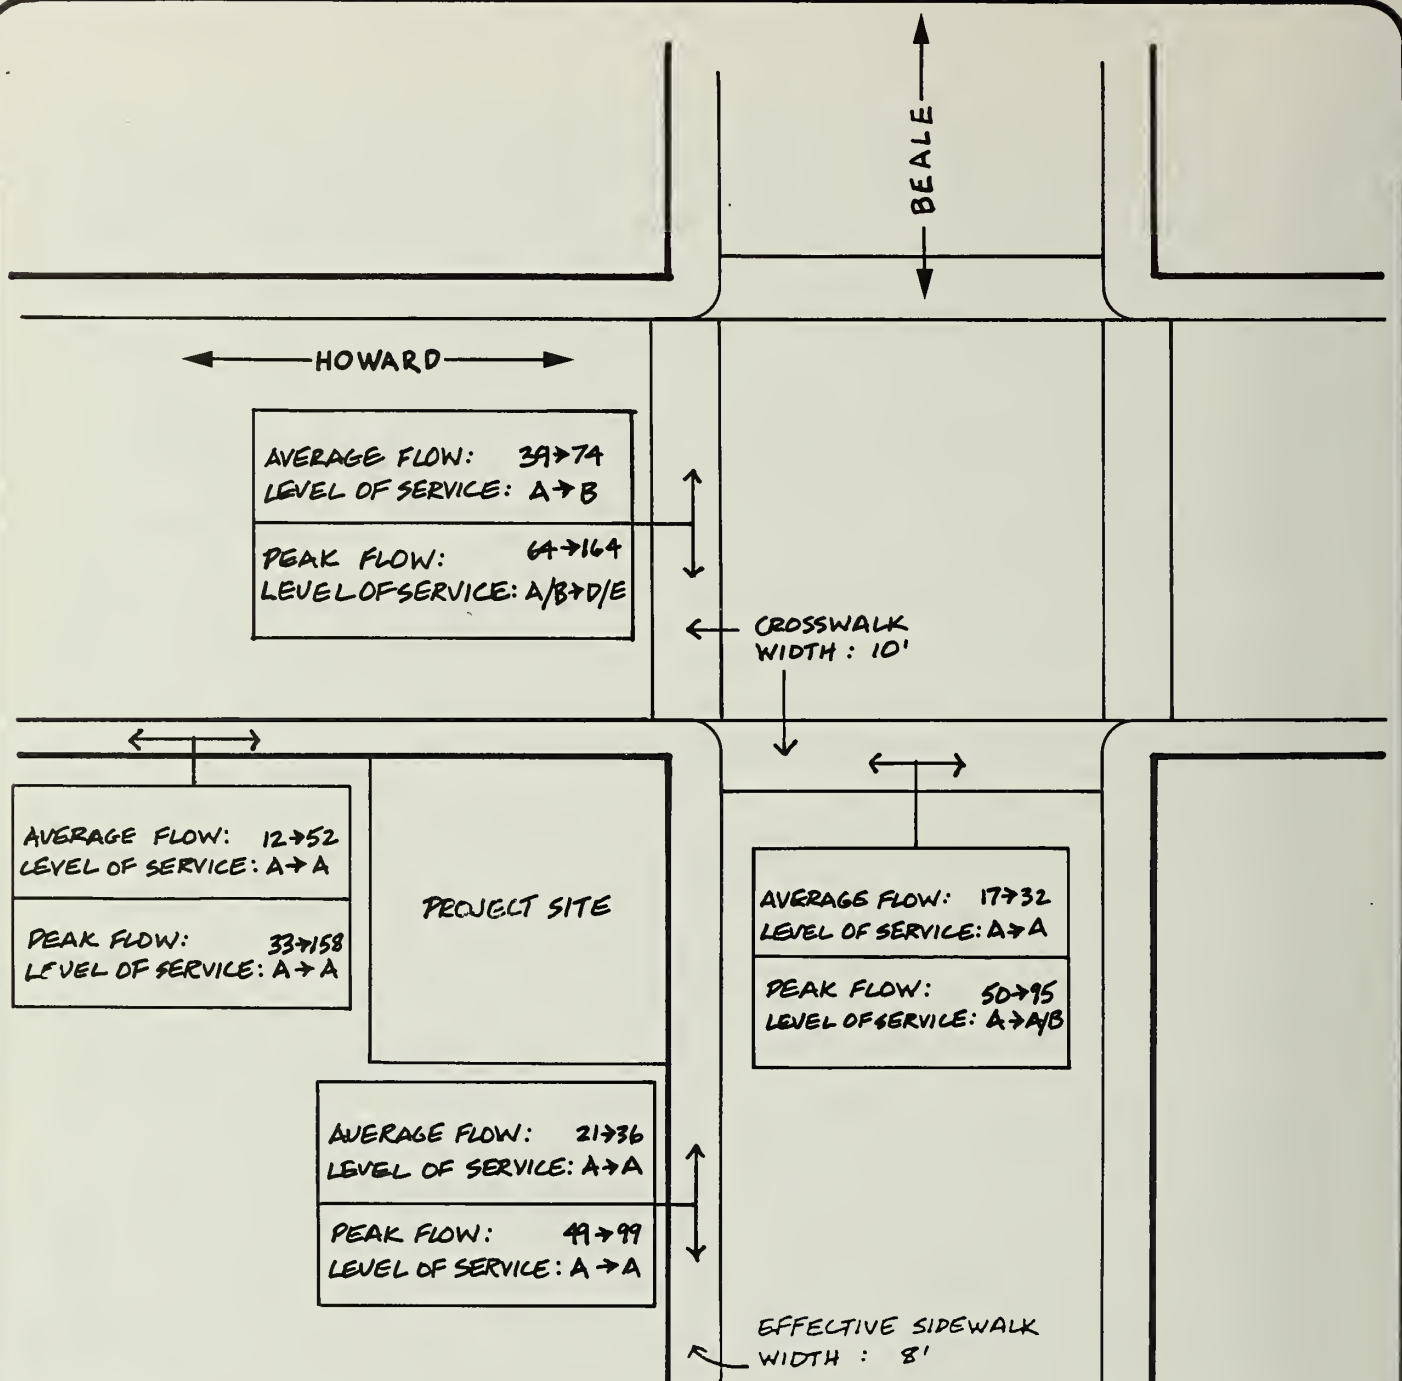 BEALE
HOWARD
AVERAGE FLOW: 39→74
LEVEL OF SERVICE: A→B
PEAK FLOW: 64→164
LEVEL OF SERVICE: A/B→D/E
CROSSWALK
WIDTH : 10'
AVERAGE FLOW: 12→52
LEVEL OF SERVICE: A→A
PEAK FLOW: 33→158
LEVEL OF SERVICE: A→A
PROJECT SITE
AVERAGE FLOW: 17→32
LEVEL OF SERVICE: A→A
PEAK FLOW: 50→95
LEVEL OF SERVICE: A→A/B
AVERAGE FLOW: 21→36
LEVEL OF SERVICE: A→A
PEAK FLOW: 49→99
LEVEL OF SERVICE: A→A
EFFECTIVE SIDEWALK
WIDTH : 8'